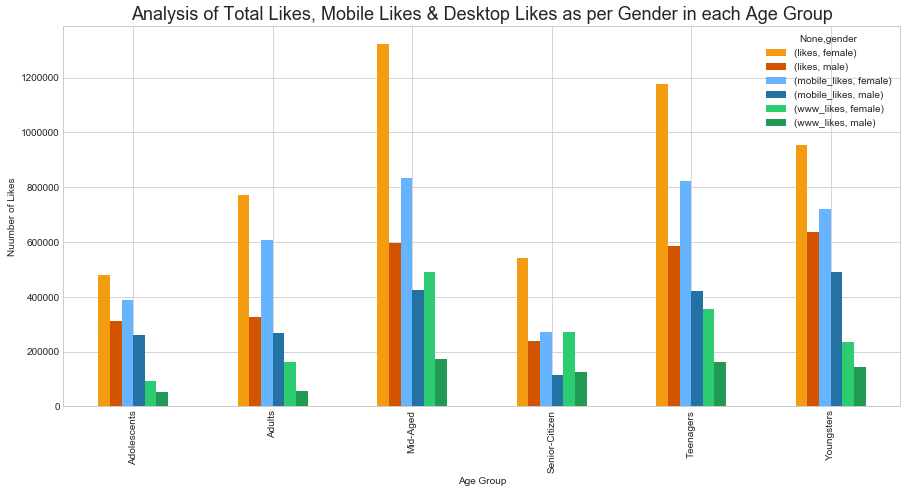 Analysis of Total Likes, Mobile Likes & Desktop Likes as per Gender in each Age Group
None,gender
(likes, female)
(likes, male)
(mobile_likes, female)
(mobile_likes, male)
(www_likes, female)
(www_likes, male)
Nuumber of Likes
1200000
1000000
800000
600000
400000
200000
0
Adolescents
Adults
Mid-Aged
Senior-Citizen
Teenagers
Youngsters
Age Group